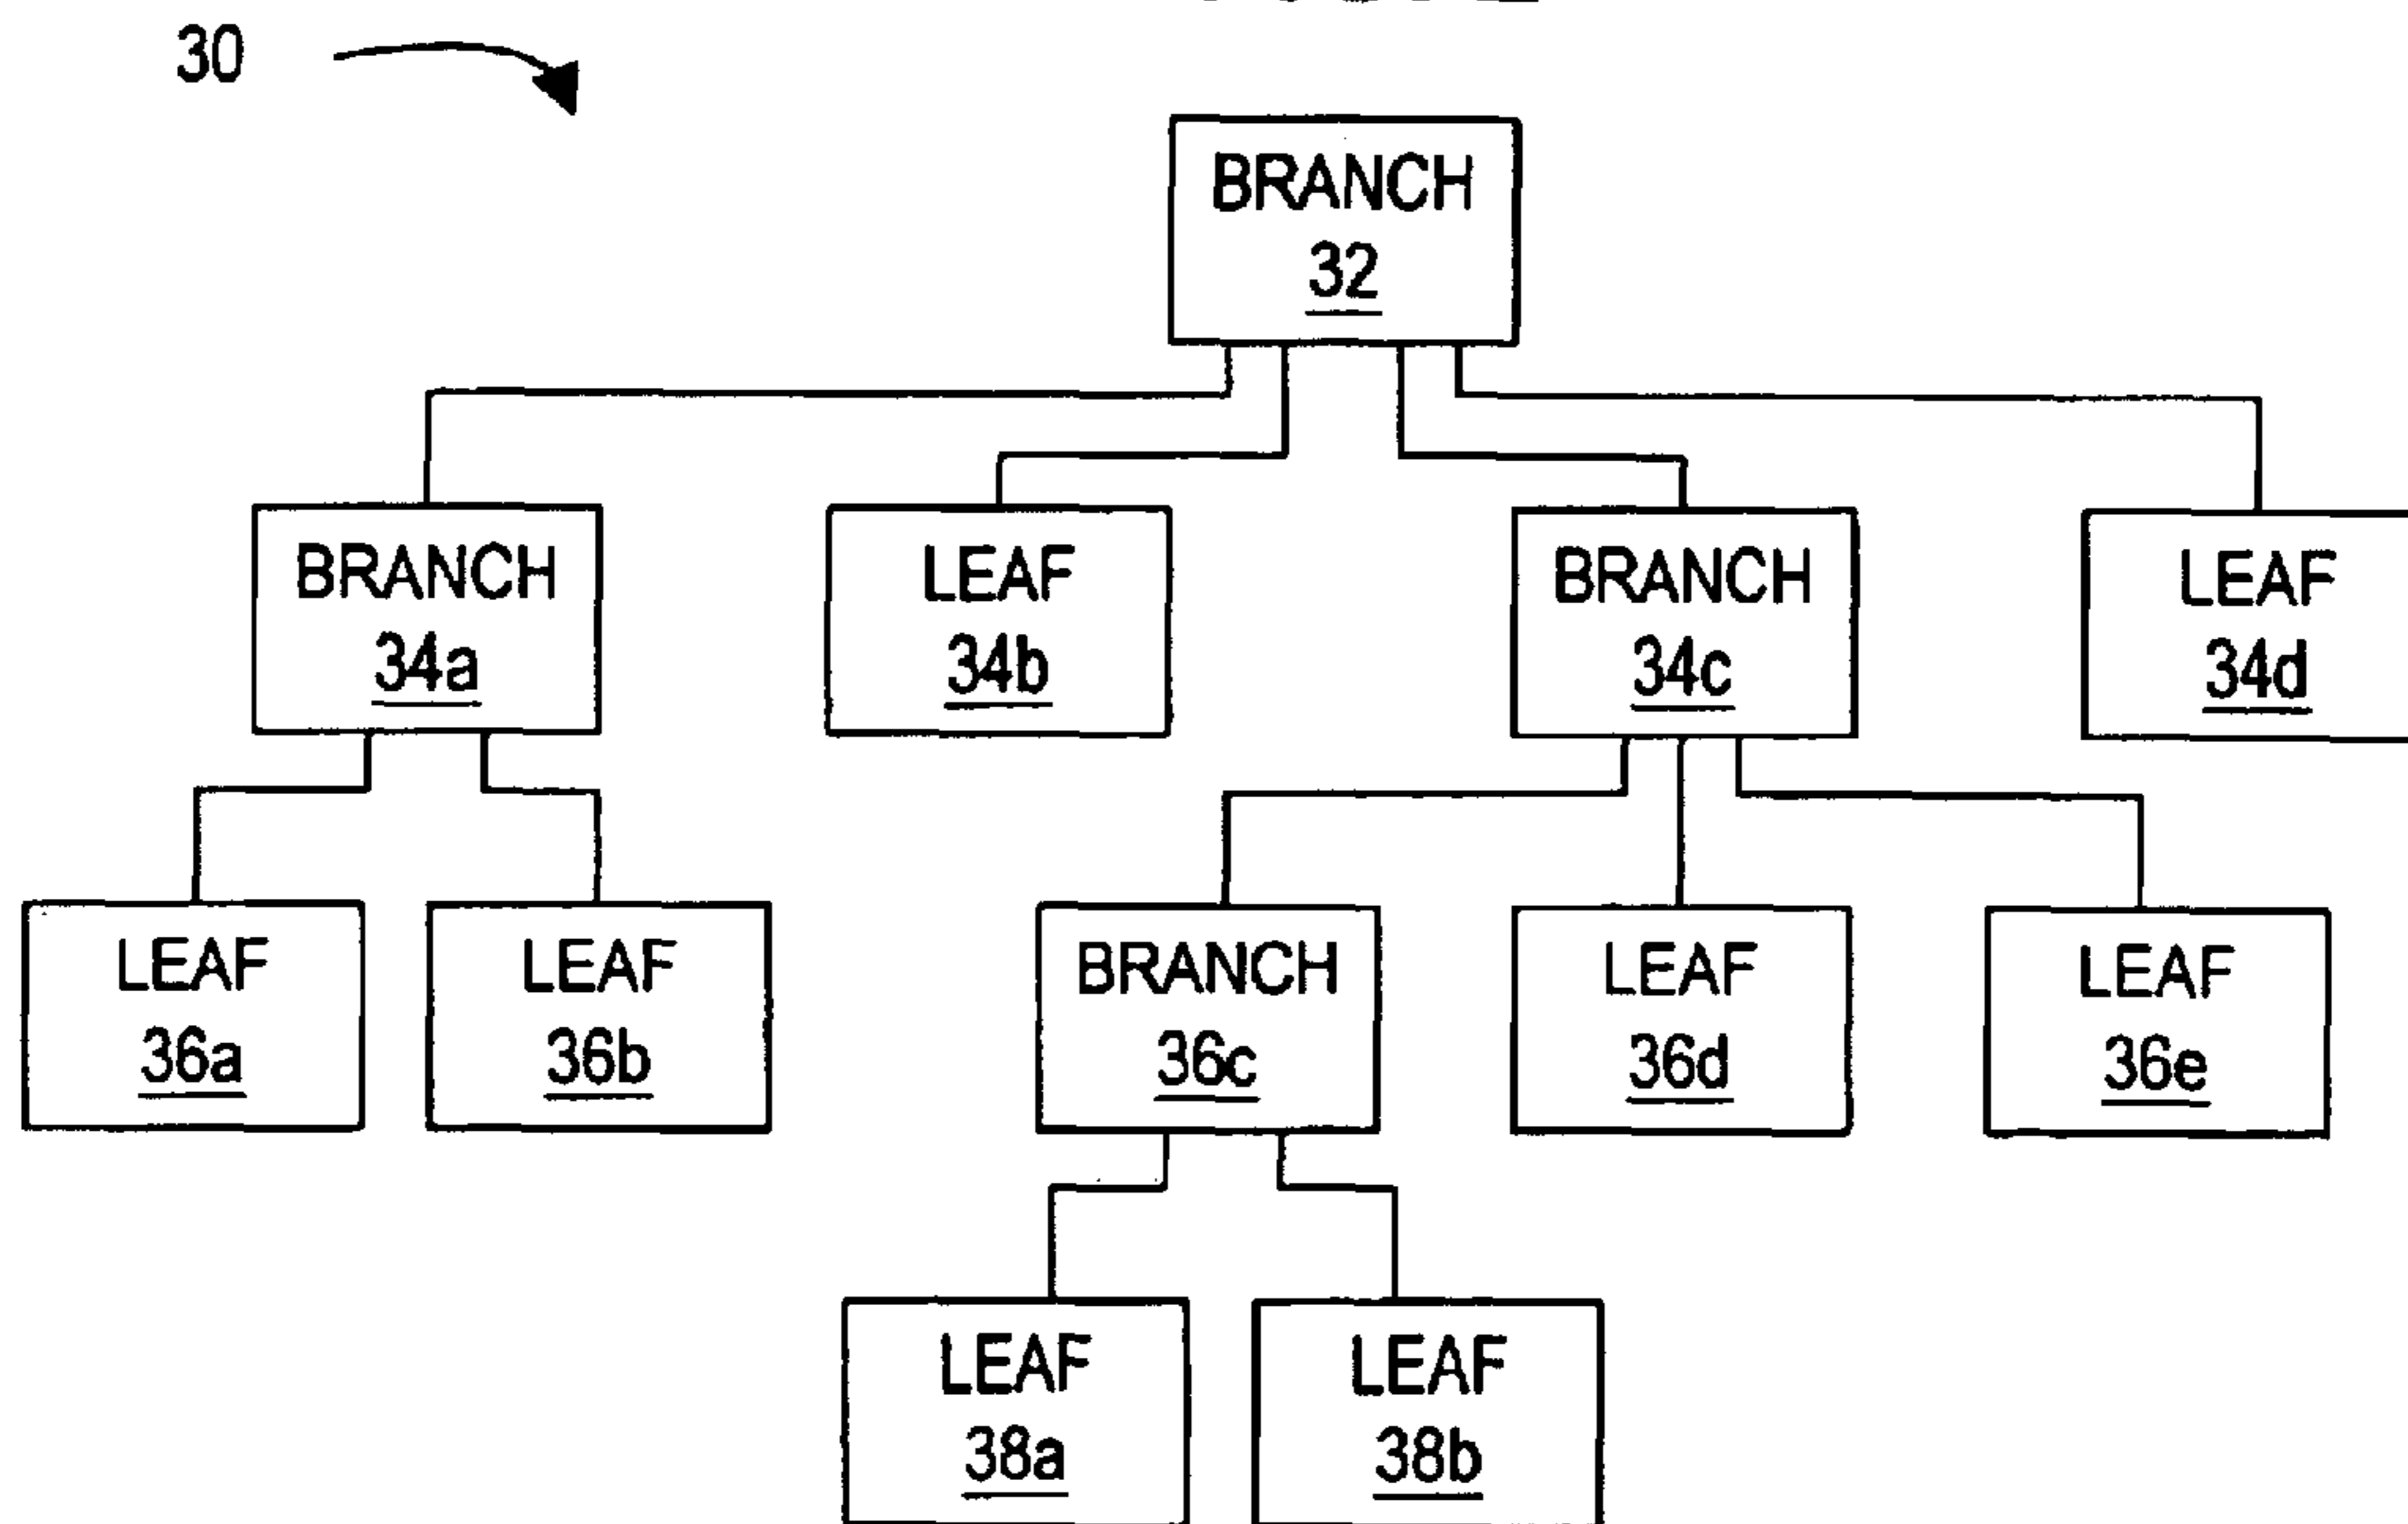 30
BRANCH
32
BRANCH
34a
LEAF
34b
BRANCH
34c
LEAF
34d
LEAF
36a
LEAF
36b
BRANCH
36c
LEAF
36d
LEAF
36e
LEAF
38a
LEAF
38b